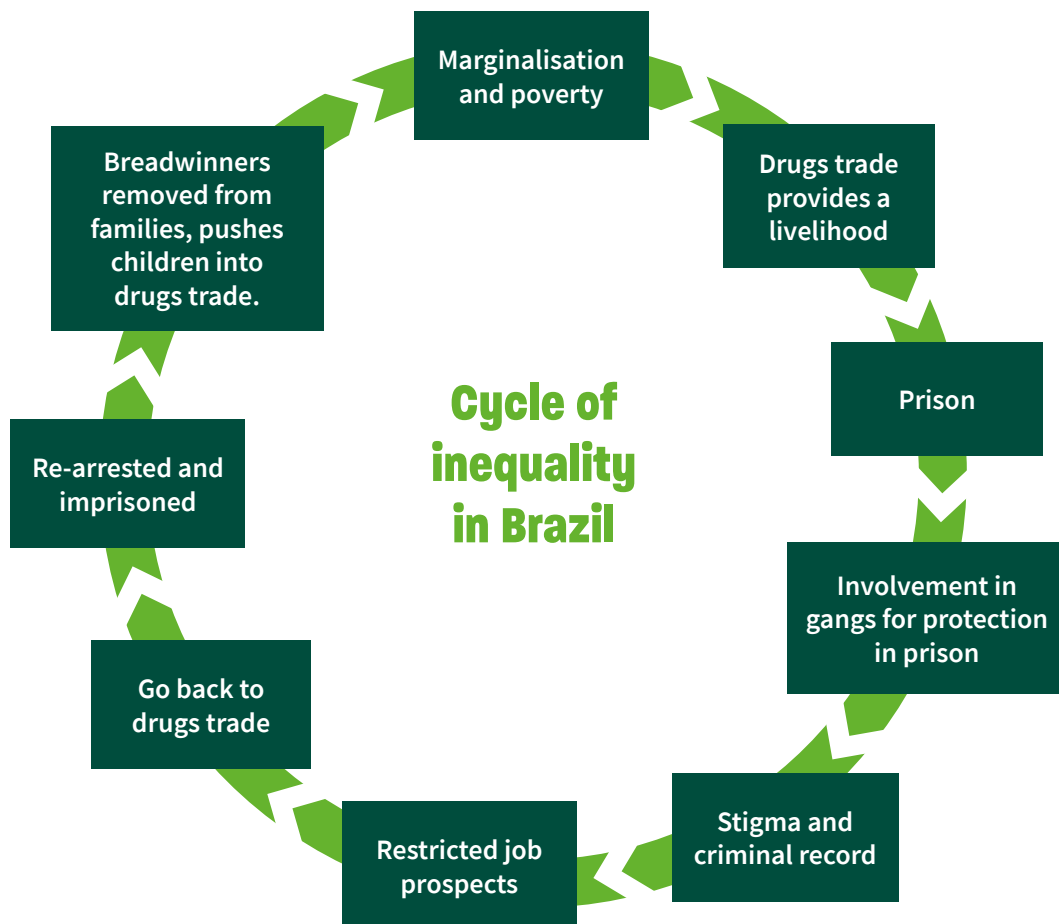 Marginalisation
and poverty
Drugs trade
provides a
livelihood
Prison
Involvement in
gangs for protection
in prison
Stigma and
criminal record
Restricted job
prospects
Go back to
drugs trade
Re-arrested and
imprisoned
Breadwinners
removed from
families, pushes
children into
drugs trade.
Cycle of
inequality
in Brazil